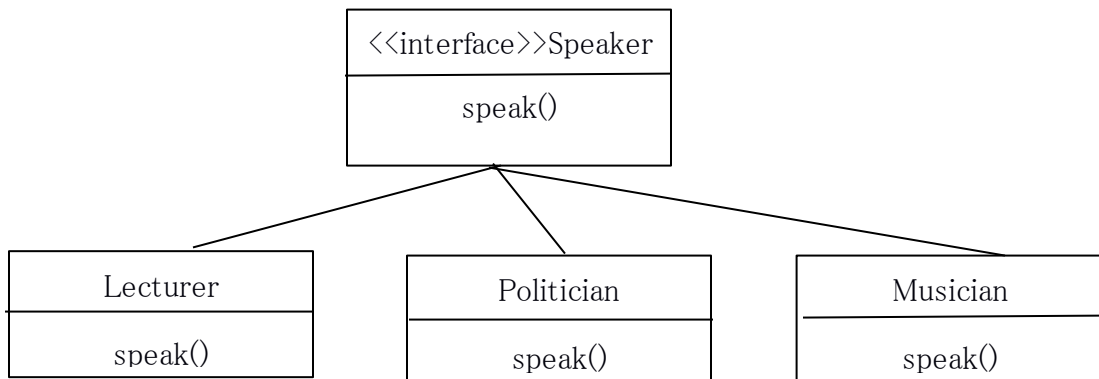 <<interface>>Speaker
speak()
Lecturer
speak()
Politician
speak()
Musician
speak()